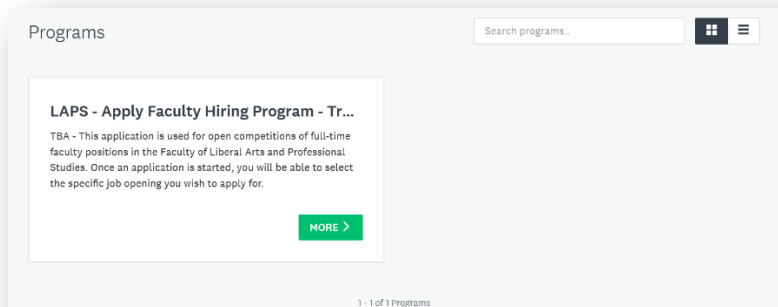 Programs
Search programs..
LAPS - Apply Faculty Hiring Program - Tr...
TBA - This application is used for open competitions of full-time
faculty positions in the Faculty of Liberal Arts and Professional
Studies. Once an application is started, you will be able to select
the specific job opening you wish to apply for.
MORE >
1 - 1 of 1 Programs